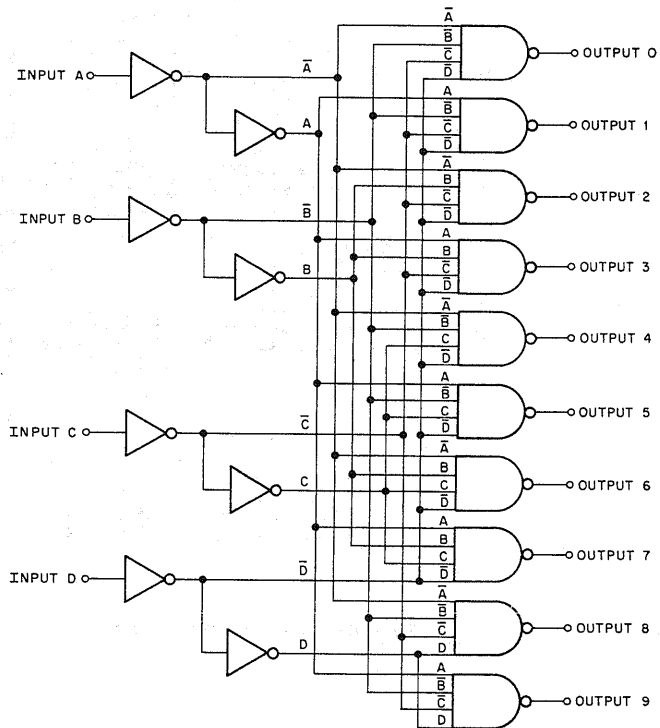 A̅
B̅
C̅
D̅
OUTPUT 0
INPUT A
A̅
A
A
B̅
C̅
D̅
OUTPUT 1
A̅
B
C̅
D̅
OUTPUT 2
INPUT B
B̅
B
A
B
C̅
D̅
OUTPUT 3
A̅
B̅
C
D̅
OUTPUT 4
A
B̅
C
D̅
OUTPUT 5
INPUT C
C̅
C
A̅
B
C
D̅
OUTPUT 6
A
B
C
D̅
OUTPUT 7
INPUT D
D̅
D
A̅
B̅
C̅
D
OUTPUT 8
A
B̅
C̅
D
OUTPUT 9